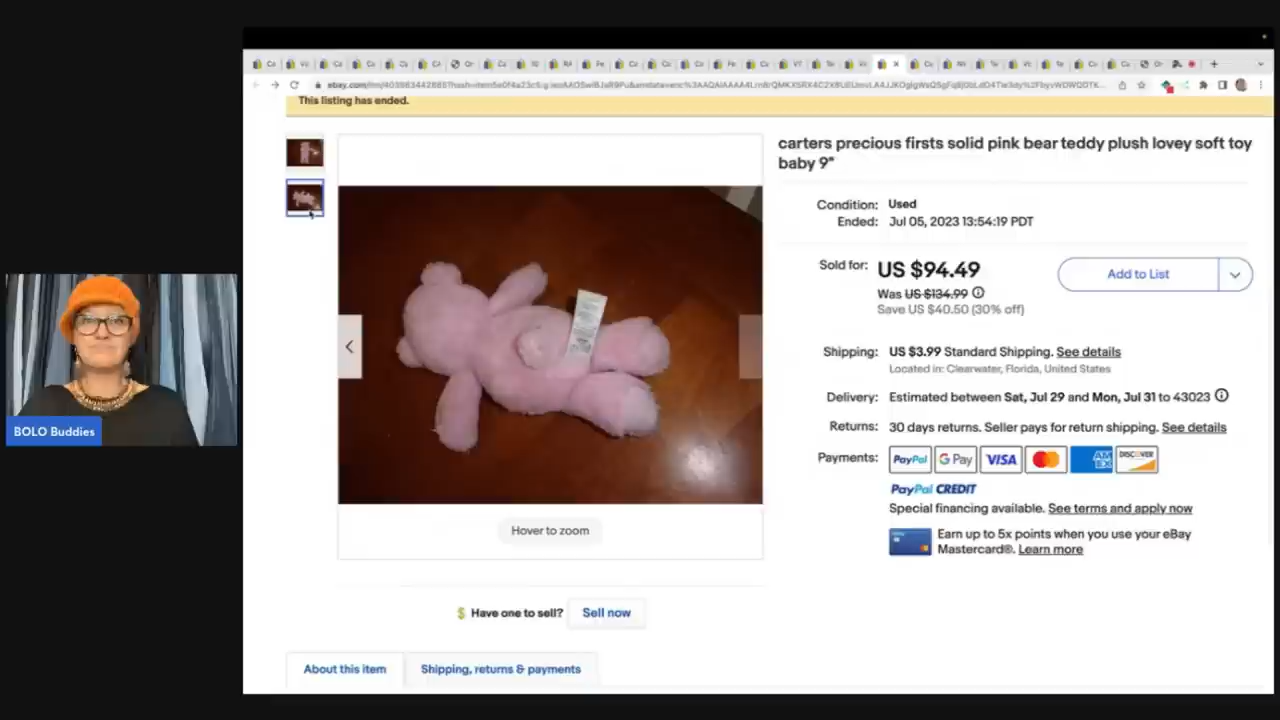 This listing has ended.
carters precious firsts solid pink bear teddy plush lovey soft toy
baby 9"
Condition: Used
Ended: Jul 05, 2023 13:54:19 PDT
Sold for: US $94.49
Add to List
Was US $134.99
Save US $40.50 (30% off)
Shipping: US $3.99 Standard Shipping. See details
Located in: Clearwater, Florida, United States
Delivery: Estimated between Sat, Jul 29 and Mon, Jul 31 to 43023
Returns: 30 days returns. Seller pays for return shipping. See details
Payments: PayPal G Pay VISA MasterCard AM EX DISCOVER
PayPal CREDIT
Special financing available. See terms and apply now
Earn up to 5x points when you use your eBay
Mastercard®. Learn more
Hover to zoom
Have one to sell? Sell now
About this item
Shipping, returns & payments
BOLO Buddies